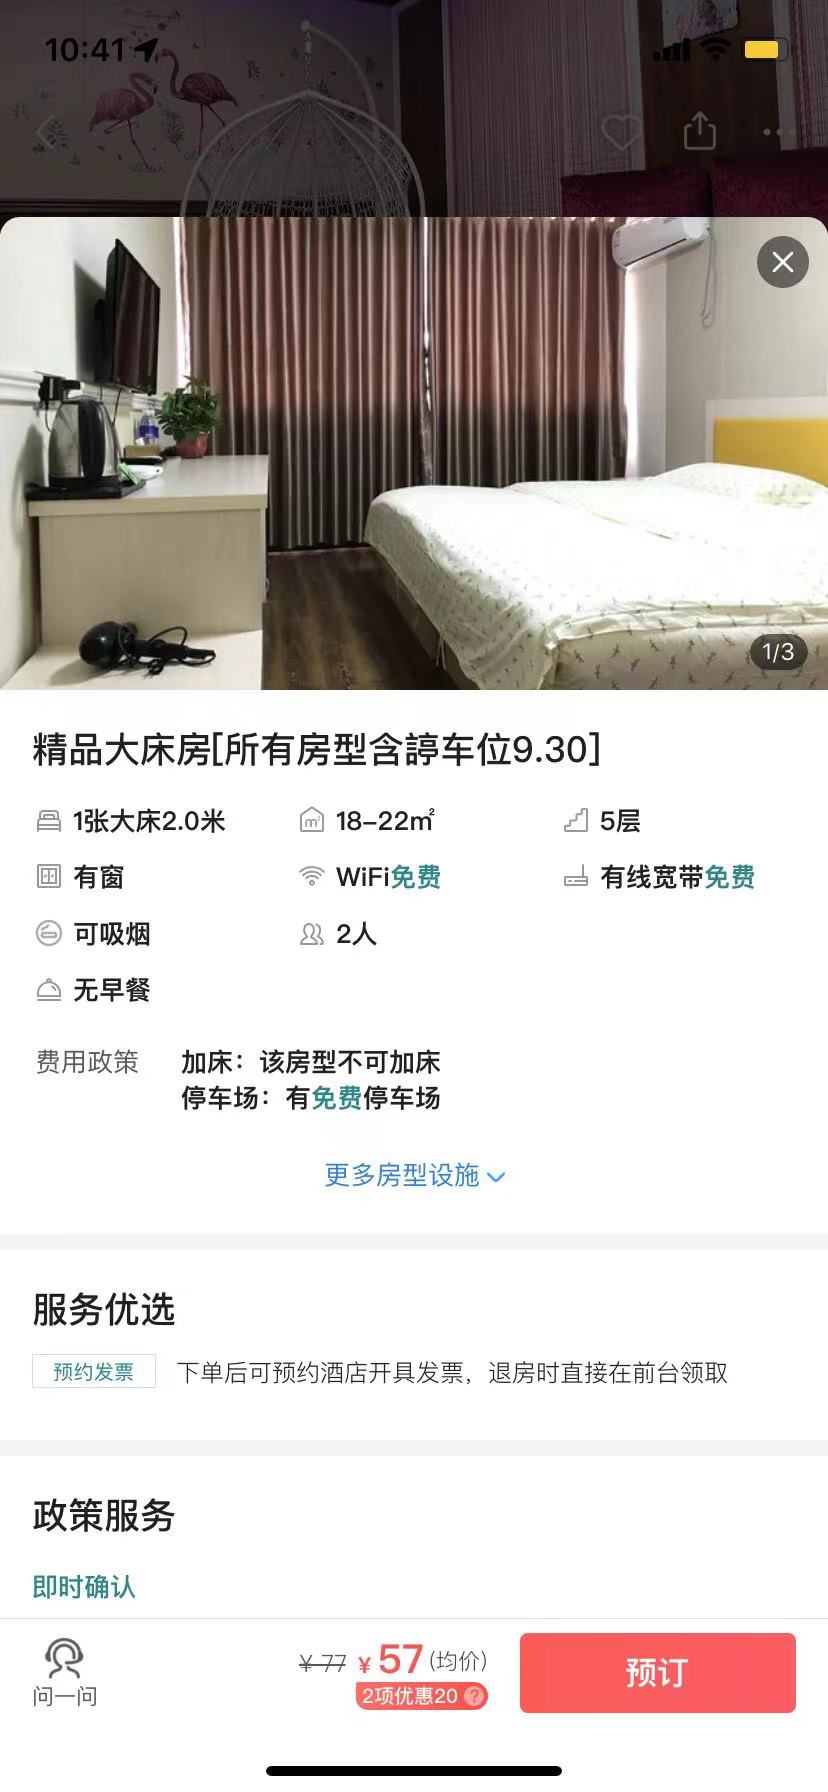 10:41
1/3
精品大床房[所有房型含諪车位9.30]
1张大床2.0米
18-22㎡
5层
有窗
WiFi免费
有线宽带免费
可吸烟
2人
无早餐
费用政策
加床：该房型不可加床
停车场：有免费停车场
更多房型设施
服务优选
预约发票
下单后可预约酒店开具发票，退房时直接在前台领取
政策服务
即时确认
问一问
¥77 ¥57(均价)
2项优惠20 ?
预订